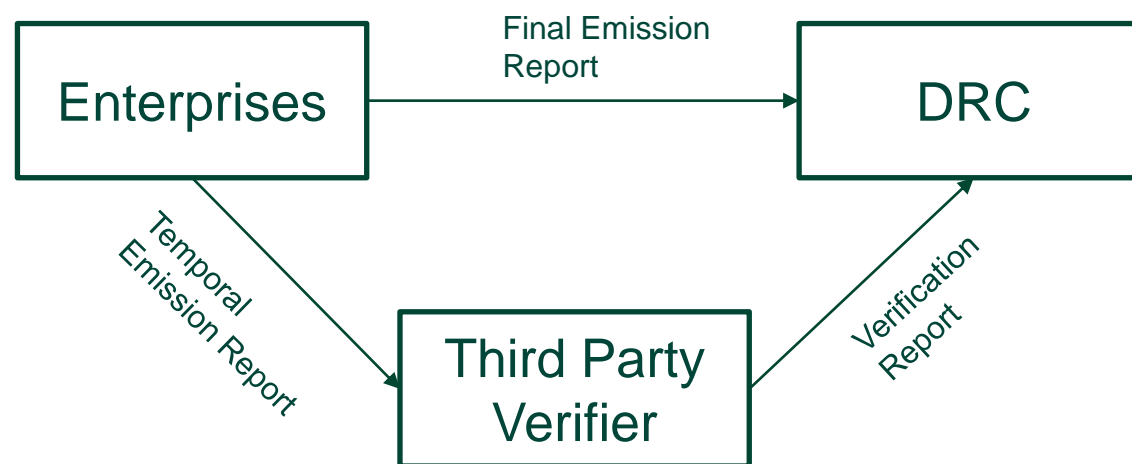 Final Emission
Report
Enterprises
DRC
Temporal
Emission Report
Verification
Report
Third Party
Verifier